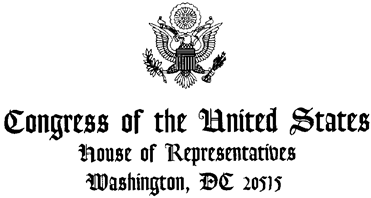 Congress of the United States
House of Representatives
Washington, DC 20515